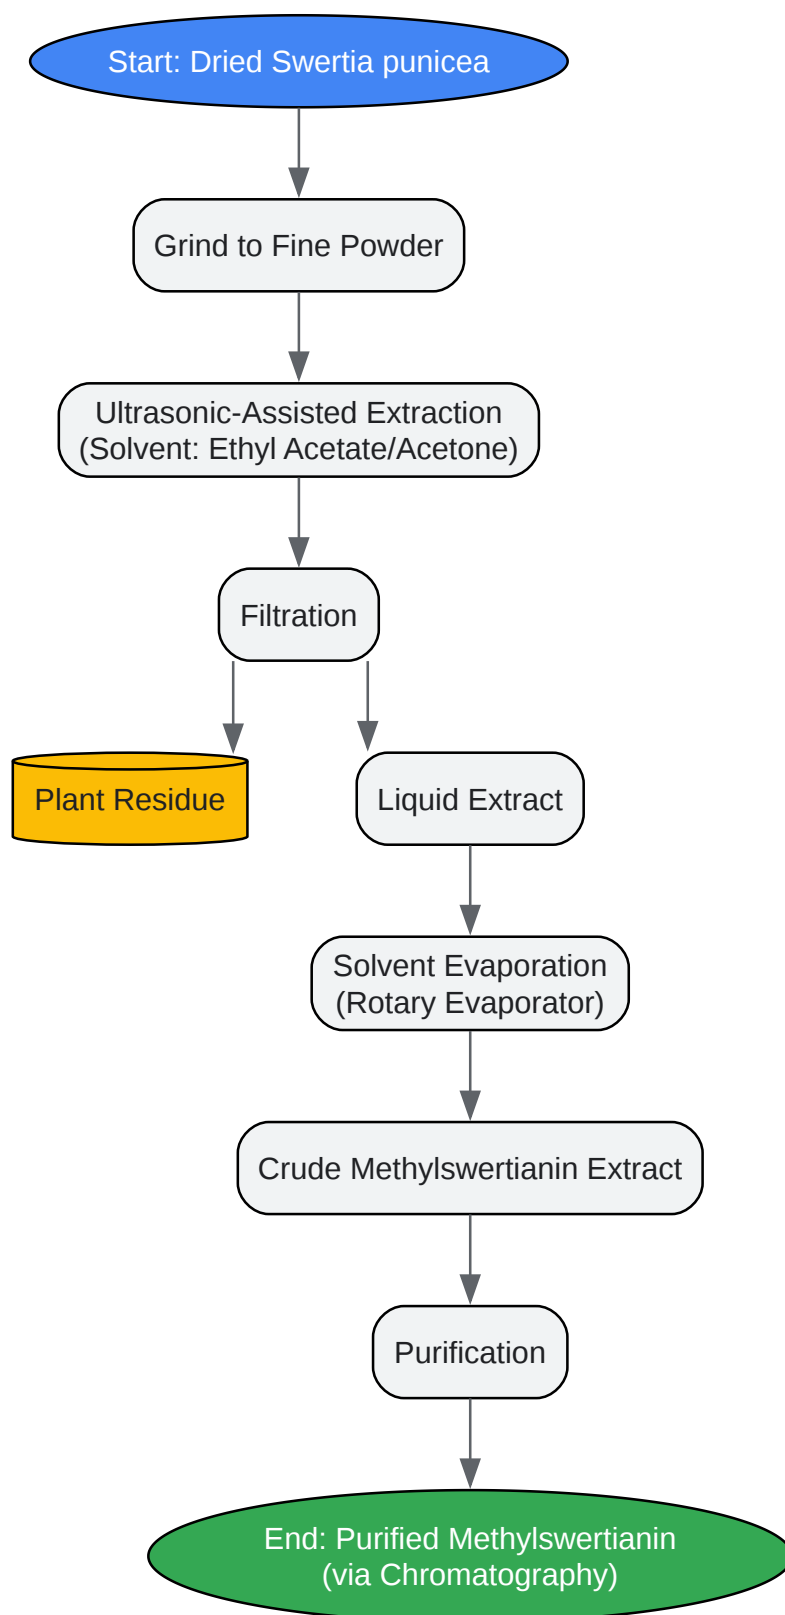 Start: Dried Swertia punicea
Grind to Fine Powder
Ultrasonic-Assisted Extraction
(Solvent: Ethyl Acetate/Acetone)
Filtration
Plant Residue
Liquid Extract
Solvent Evaporation
(Rotary Evaporator)
Crude Methylswertianin Extract
Purification
End: Purified Methylswertianin
(via Chromatography)